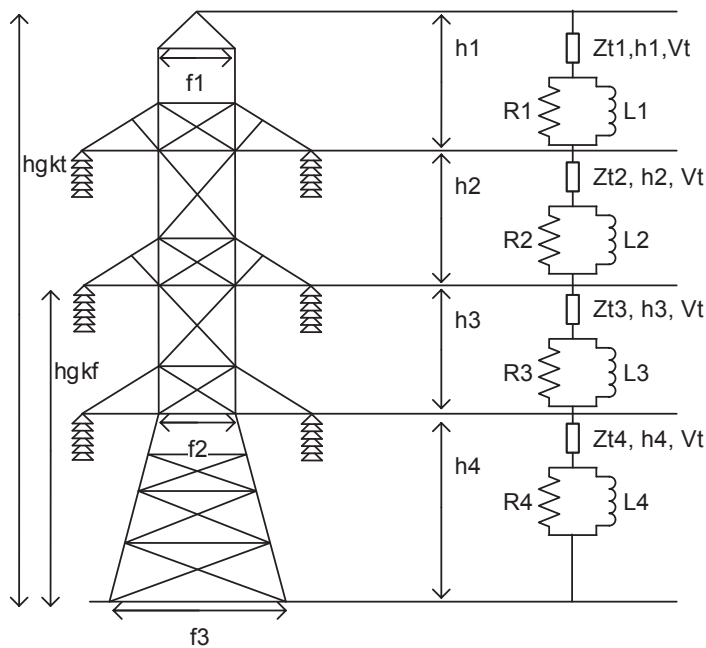 h1
Zt1,h1,Vt
f1
R1
L1
hgkt
h2
Zt2, h2, Vt
R2
L2
h3
Zt3, h3, Vt
hgkf
R3
L3
f2
h4
Zt4, h4, Vt
R4
L4
f3